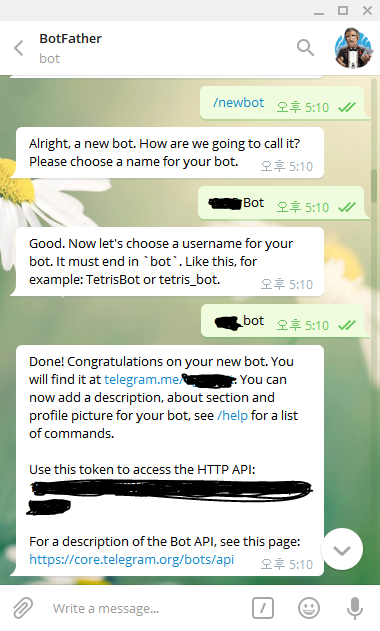 BotFather
bot
/newbot 오후 5:10
Alright, a new bot. How are we going to call it?
Please choose a name for your bot. 오후 5:10
Bot 오후 5:10
Good. Now let's choose a username for your
bot. It must end in `bot`. Like this, for
example: TetrisBot or tetris_bot. 오후 5:10
bot 오후 5:10
Done! Congratulations on your new bot. You
will find it at telegram.me/ . You can
now add a description, about section and
profile picture for your bot, see /help for a list
of commands.
Use this token to access the HTTP API:
For a description of the Bot API, see this page:
https://core.telegram.org/bots/api 오후 5:10
Write a message...